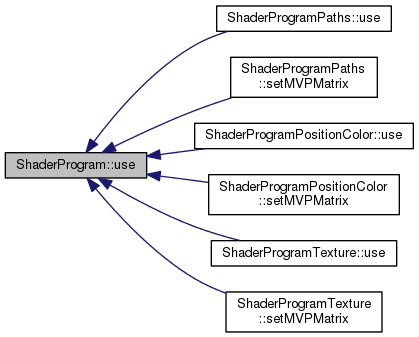 ShaderProgramPaths::use
ShaderProgramPaths
::setMVPMatrix
ShaderProgramPositionColor::use
ShaderProgram::use
ShaderProgramPositionColor
::setMVPMatrix
ShaderProgramTexture::use
ShaderProgramTexture
::setMVPMatrix